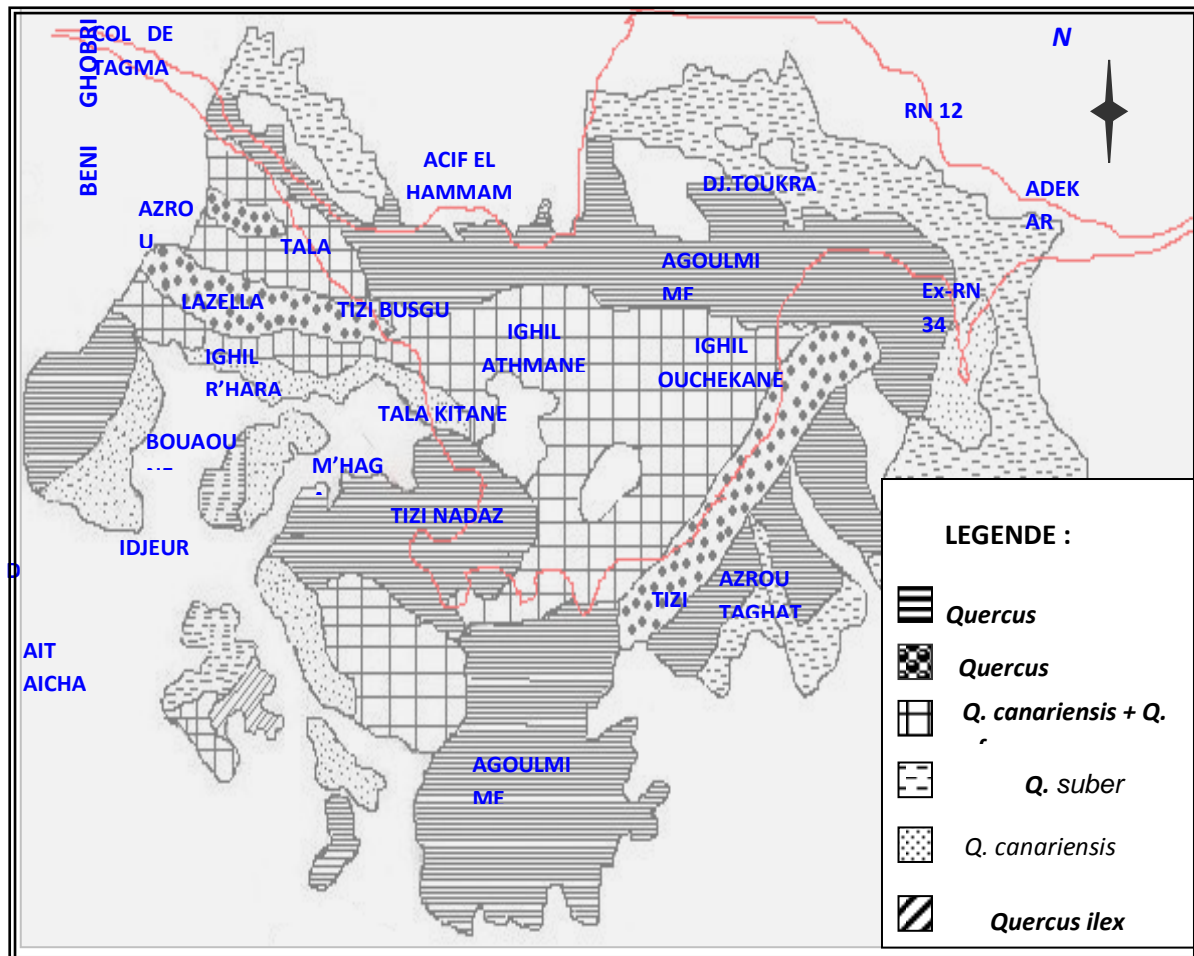 COL DE
TAGMA
BENI GHOBRI
N
RN 12
ACIF EL
HAMMAM
DJ.TOUKRA
ADEK
AR
AZRO
U
TALA
AGOULMI
LAZELLA
TIZI BUSGU
Ex-RN
34
IGHIL
ATHMANE
IGHIL
OUCHEKANE
IGHIL
R’HARA
TALA KITANE
BOUAOU
M’HAG
TIZI NADAZ
IDJEUR
AZROU
TAGHAT
TIZI
AIT
AICHA
AGOULMI
LEGENDE :
Quercus
Quercus
Q. canariensis + Q.
Q. suber
Q. canariensis
Quercus ilex